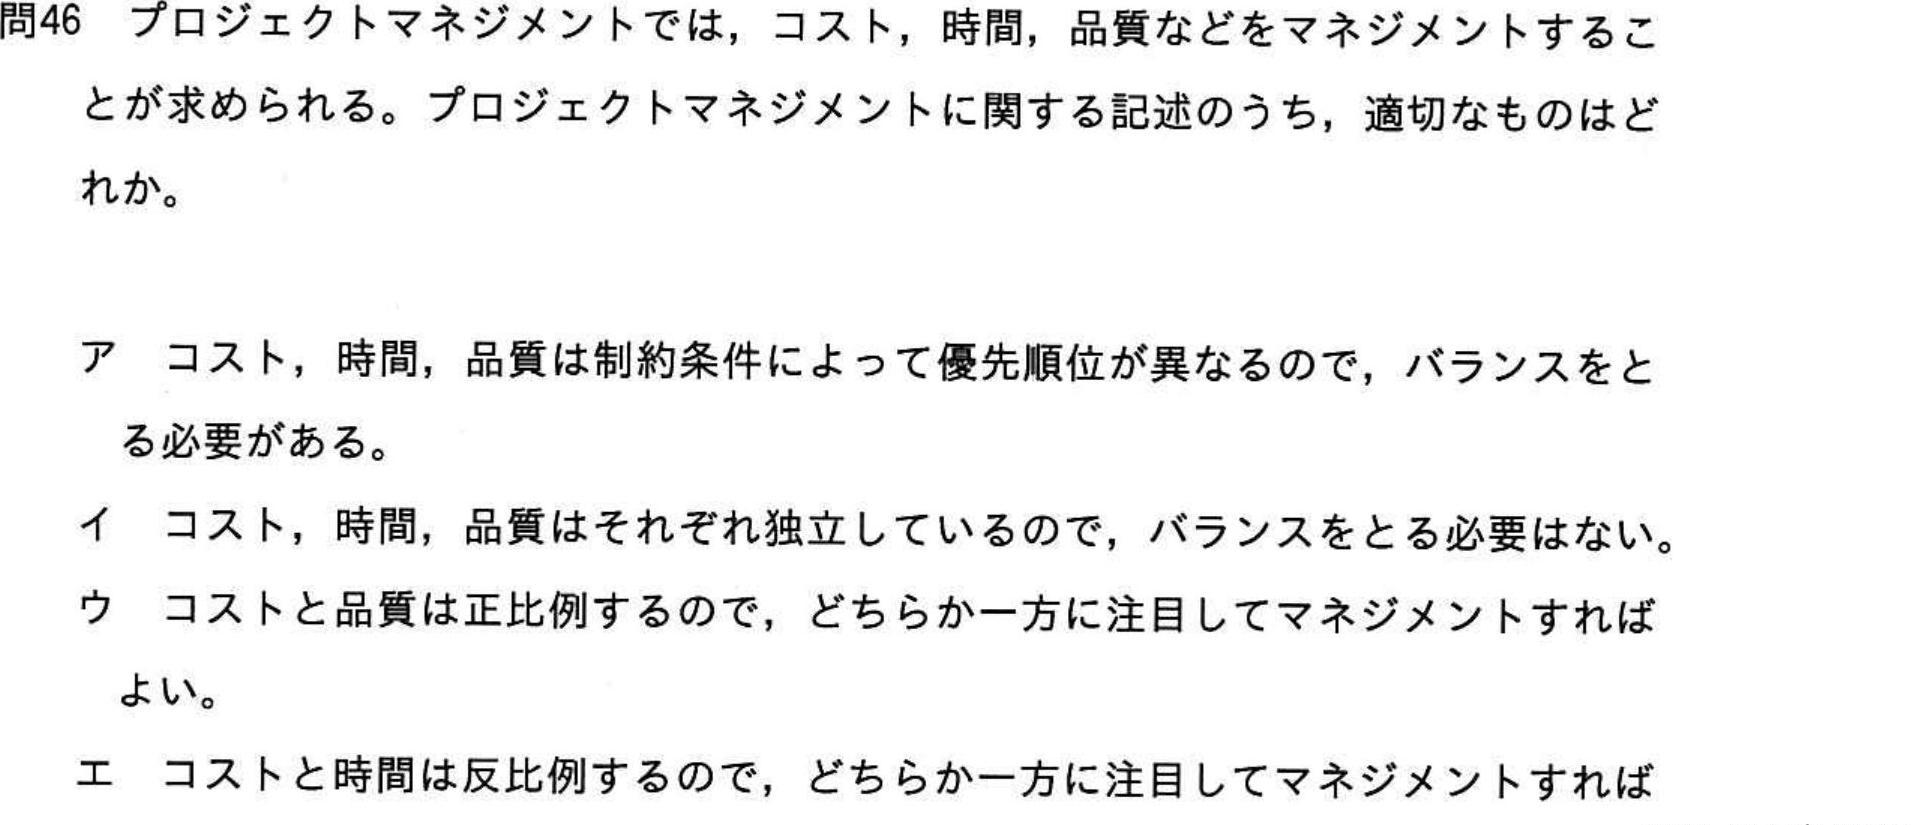 問46 プロジェクトマネジメントでは，コスト，時間，品質などをマネジメントするこ
とが求められる。プロジェクトマネジメントに関する記述のうち，適切なものはど
れか。
ア コスト，時間，品質は制約条件によって優先順位が異なるので，バランスをと
る必要がある。
イ コスト，時間，品質はそれぞれ独立しているので，バランスをとる必要はない。
ウ コストと品質は正比例するので，どちらか一方に注目してマネジメントすれば
よい。
エ コストと時間は反比例するので，どちらか一方に注目してマネジメントすれば